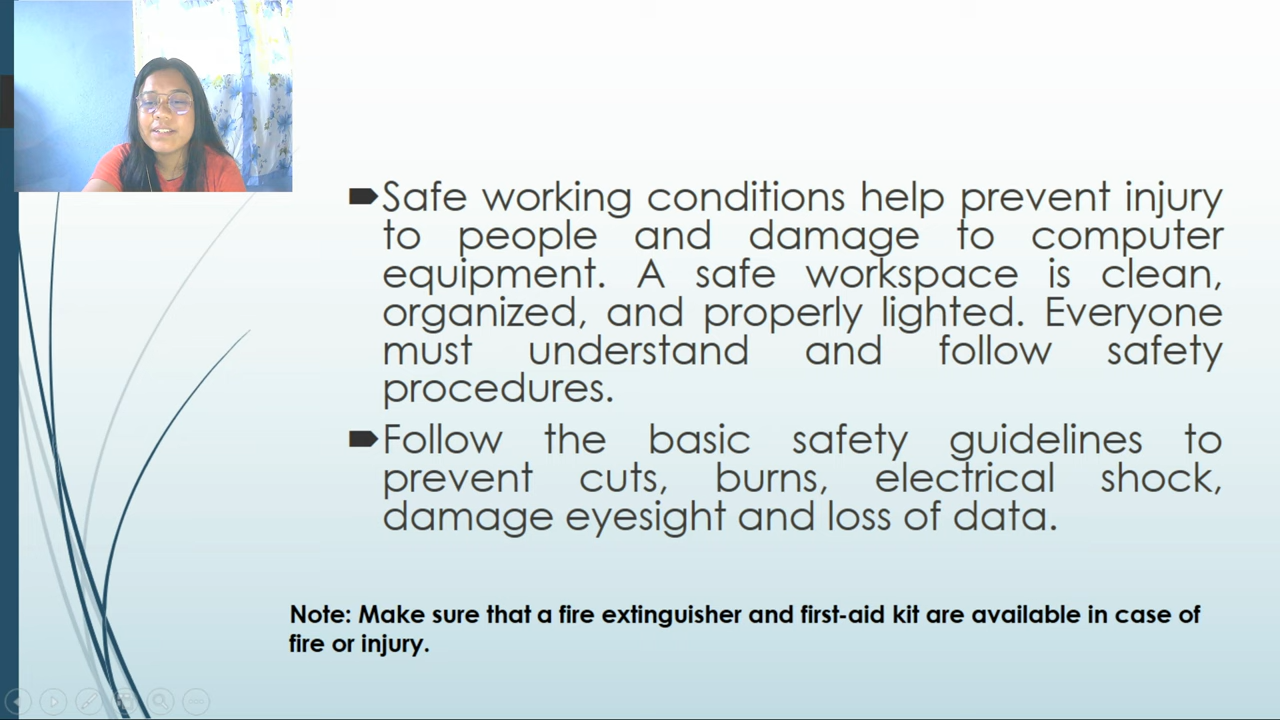 Safe working conditions help prevent injury
to people and damage to computer
equipment. A safe workspace is clean,
organized, and properly lighted. Everyone
must understand and follow safety
procedures.
Follow the basic safety guidelines to
prevent cuts, burns, electrical shock,
damage eyesight and loss of data.
Note: Make sure that a fire extinguisher and first-aid kit are available in case of
fire or injury.